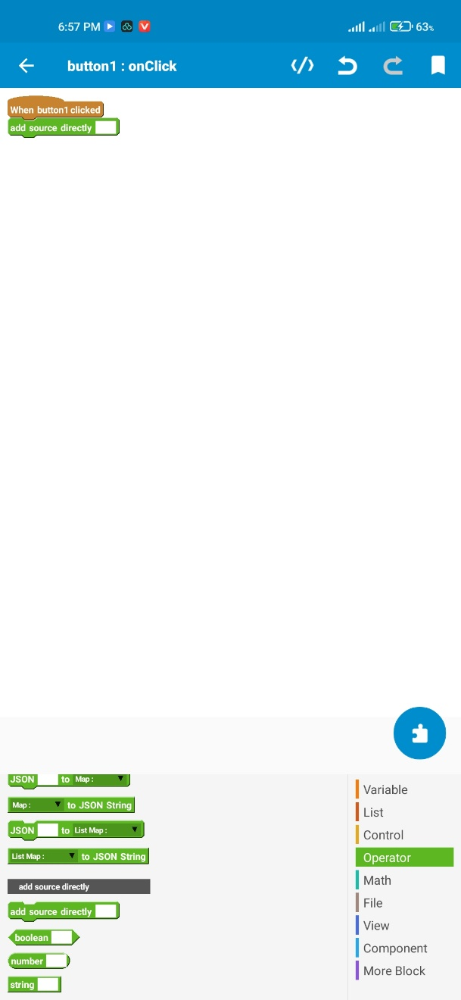 6:57 PM 63%
button1 : onClick
When button1 clicked
add source directly
JSON to Map :
Map : to JSON String
JSON to List Map :
List Map : to JSON String
add source directly
add source directly
boolean
number
string
Variable
List
Control
Operator
Math
File
View
Component
More Block